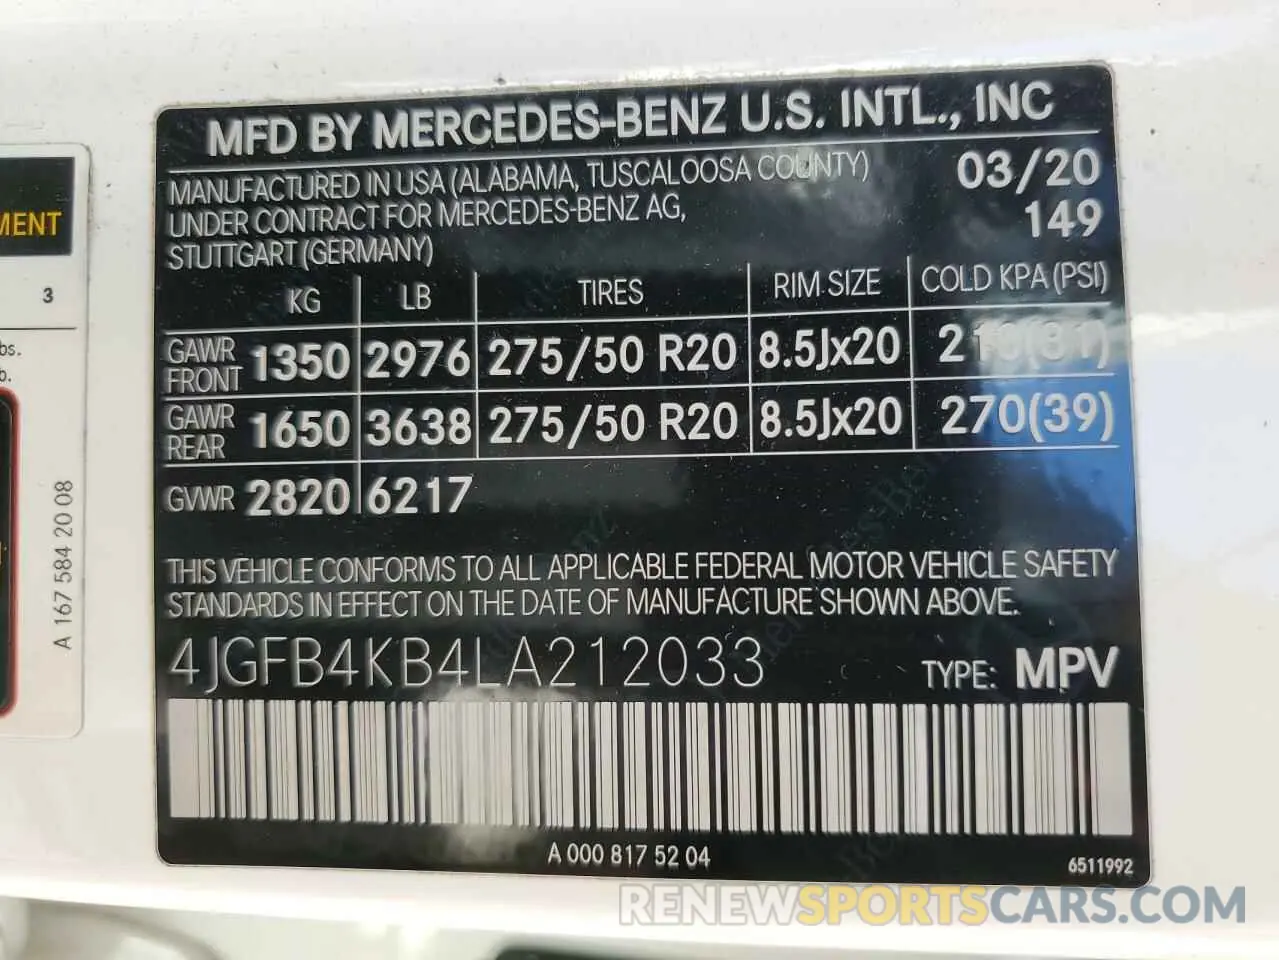 MFD BY MERCEDES-BENZ U.S. INTL., INC
MANUFACTURED IN USA (ALABAMA, TUSCALOOSA COUNTY) 03/20
UNDER CONTRACT FOR MERCEDES-BENZ AG, 149
STUTTGART (GERMANY)
KG LB TIRES RIM SIZE COLD KPA (PSI)
GAWR FRONT 1350 2976 275/50 R20 8.5Jx20
GAWR REAR 1650 3638 275/50 R20 8.5Jx20 270(39)
GVWR 2820 6217
THIS VEHICLE CONFORMS TO ALL APPLICABLE FEDERAL MOTOR VEHICLE SAFETY
STANDARDS IN EFFECT ON THE DATE OF MANUFACTURE SHOWN ABOVE.
4JGFB4KB4LA212033 TYPE: MPV
A 000 817 52 04 6511992
MENT
3
bs.
b.
A 167 584 20 08
RENEWSPORTSCARS.COM